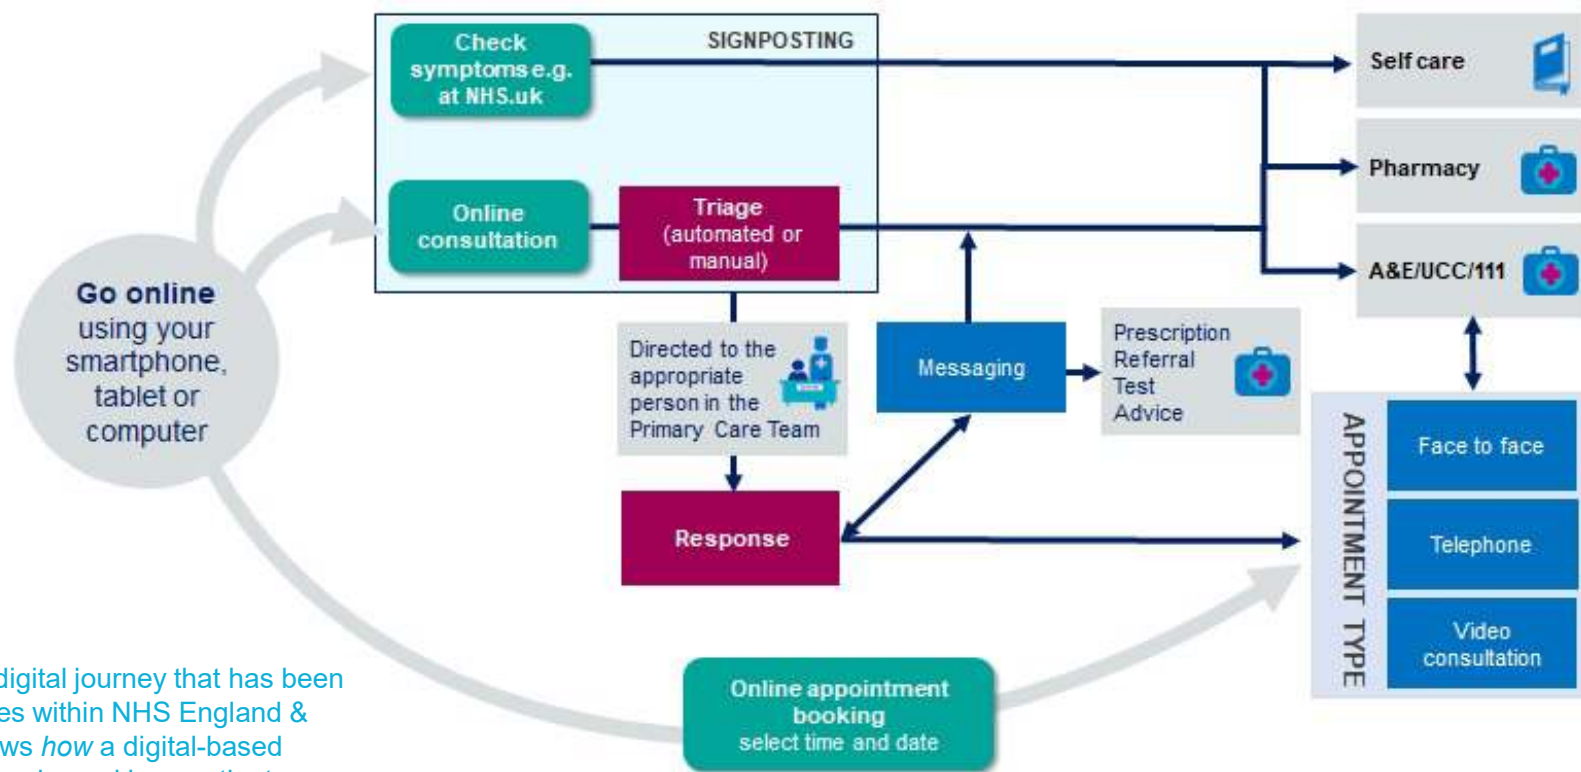 Check
symptoms e.g.
at NHS.uk
SIGNPOSTING
Self care
Pharmacy
Online
consultation
Triage
(automated or
manual)
A&E/UCC/111
Go online
using your
smartphone,
tablet or
computer
Directed to the
appropriate
person in the
Primary Care Team
Messaging
Prescription
Referral
Test
Advice
Response
APPOINTMENT TYPE
Face to face
Telephone
Video
consultation
Online appointment
booking
select time and date
digital journey that has been
es within NHS England &
ws how a digital-based